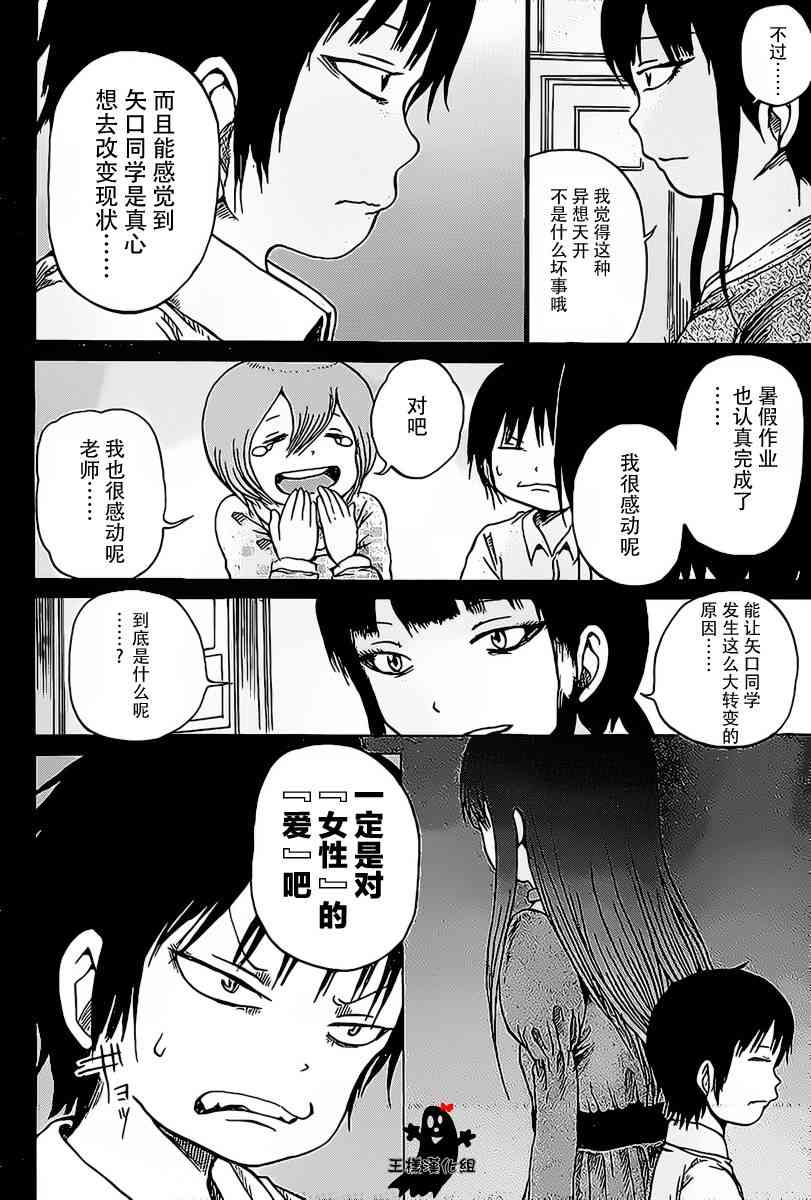 不过……
我觉得这种
异想天开
不是什么坏事哦
而且能感觉到
矢口同学是真心
想去改变现状……
暑假作业
也认真完成了
……
我很感动呢
对吧
我也很感动呢
老师……
能让矢口同学
发生这么大转变的
原因……
到底是什么呢
……?
一定是对
『女性』的
『爱』吧
ギョッ
王様漢化組